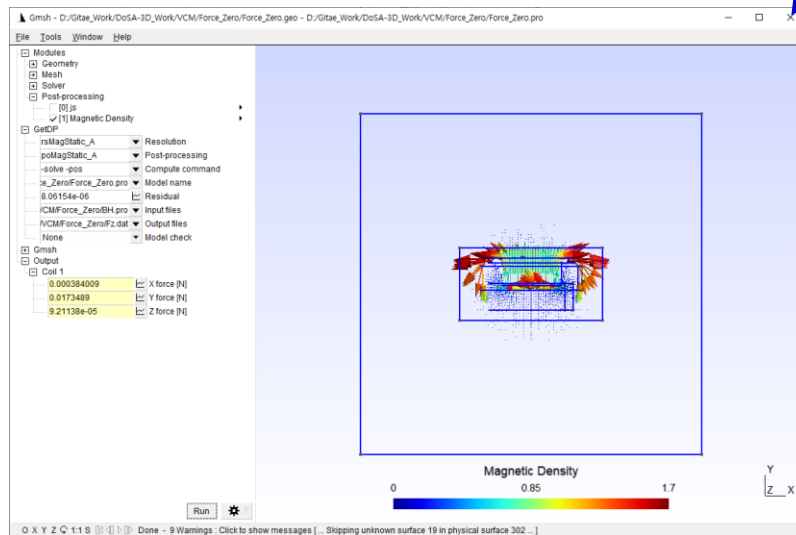 Gmsh - D:/Gitae_Work/DoSA-3D_Work/VCM/Force_Zero/Force_Zero.geo - D:/Gitae_Work/DoSA-3D_Work/VCM/Force_Zero/Force_Zero.pro
File Tools Window Help
Modules
Geometry
Mesh
Solver
Post-processing
[0] js
[1] Magnetic Density
GetDP
rsMagStatic_A Resolution
poMagStatic_A Post-processing
-solve -pos Compute command
ce_Zero/Force_Zero.pro Model name
8.06154e-06 Residual
/CM/Force_Zero/BH.pro Input files
/VCM/Force_Zero/Fz.dat Output files
None Model check
Gmsh
Output
Coil 1
0.000384009 X force [N]
0.0173489 Y force [N]
9.21138e-05 Z force [N]
Magnetic Density
0 0.85 1.7
Y
Z X
Run
O X Y Z 1:1 S Done - 9 Warnings : Click to show messages [ ... Skipping unknown surface 19 in physical surface 302 ... ]